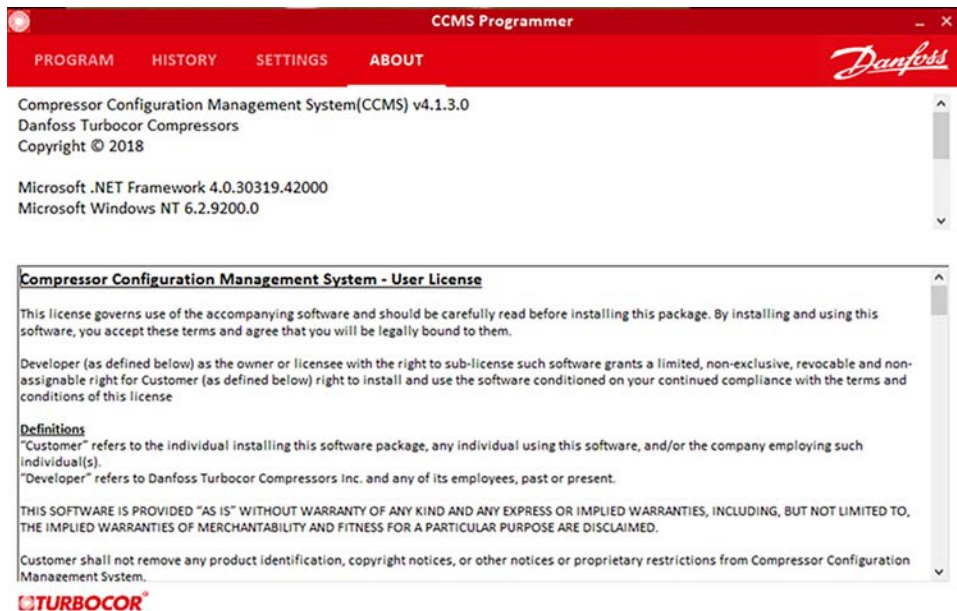 CCMS Programmer
PROGRAM HISTORY SETTINGS ABOUT
Danfoss
Compressor Configuration Management System(CCMS) v4.1.3.0
Danfoss Turbocor Compressors
Copyright © 2018
Microsoft .NET Framework 4.0.30319.42000
Microsoft Windows NT 6.2.9200.0
Compressor Configuration Management System - User License
This license governs use of the accompanying software and should be carefully read before installing this package. By installing and using this
software, you accept these terms and agree that you will be legally bound to them.
Developer (as defined below) as the owner or licensee with the right to sub-license such software grants a limited, non-exclusive, revocable and non-
assignable right for Customer (as defined below) right to install and use the software conditioned on your continued compliance with the terms and
conditions of this license
Definitions
"Customer" refers to the individual installing this software package, any individual using this software, and/or the company employing such
individual(s).
"Developer" refers to Danfoss Turbocor Compressors Inc. and any of its employees, past or present.
THIS SOFTWARE IS PROVIDED "AS IS" WITHOUT WARRANTY OF ANY KIND AND ANY EXPRESS OR IMPLIED WARRANTIES, INCLUDING, BUT NOT LIMITED TO,
THE IMPLIED WARRANTIES OF MERCHANTABILITY AND FITNESS FOR A PARTICULAR PURPOSE ARE DISCLAIMED.
Customer shall not remove any product identification, copyright notices, or other notices or proprietary restrictions from Compressor Configuration
Management System.
TURBOCOR®